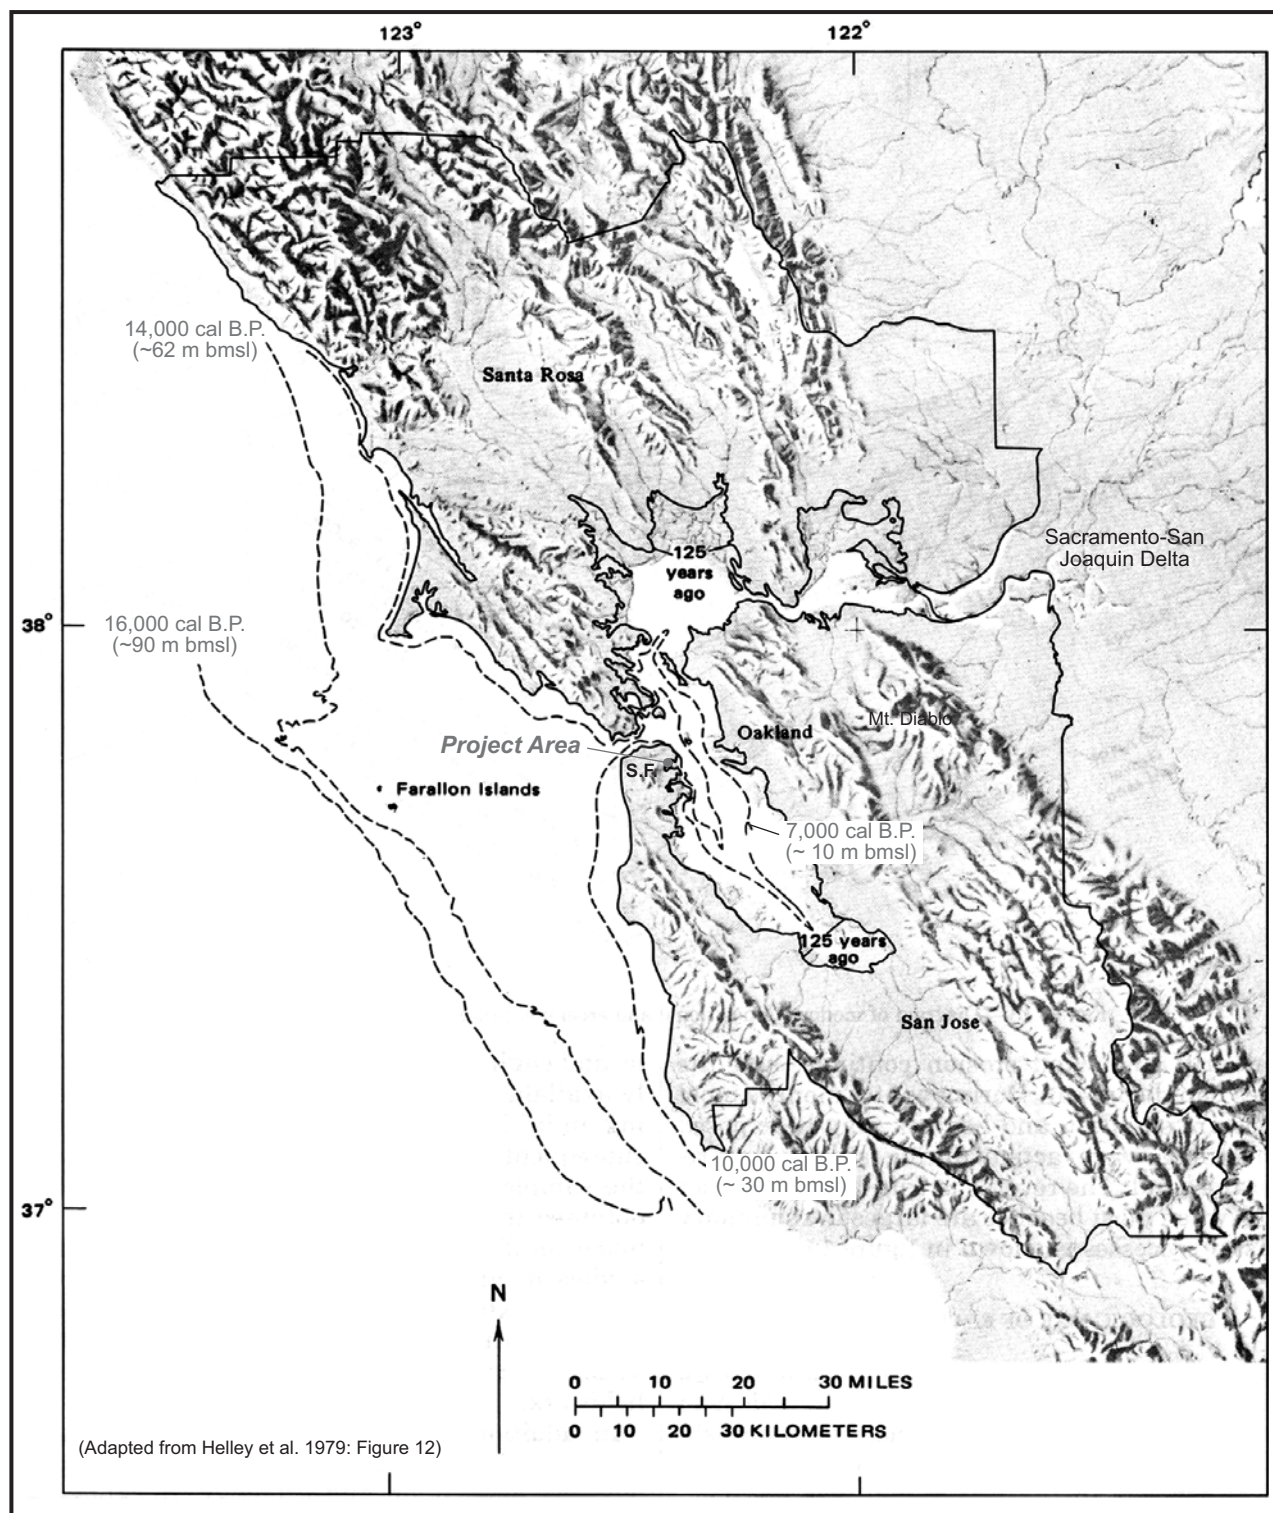 123°
122°
14,000 cal B.P.
(~62 m bmsl)
Santa Rosa
125
years
ago
Sacramento-San
Joaquin Delta
16,000 cal B.P.
(~90 m bmsl)
38°
Mt. Diablo
Oakland
Project Area
S.F.
Farallon Islands
7,000 cal B.P.
(~ 10 m bmsl)
125 years
ago
San Jose
10,000 cal B.P.
(~ 30 m bmsl)
37°
N
0 10 20 30 MILES
0 10 20 30 KILOMETERS
(Adapted from Helley et al. 1979: Figure 12)